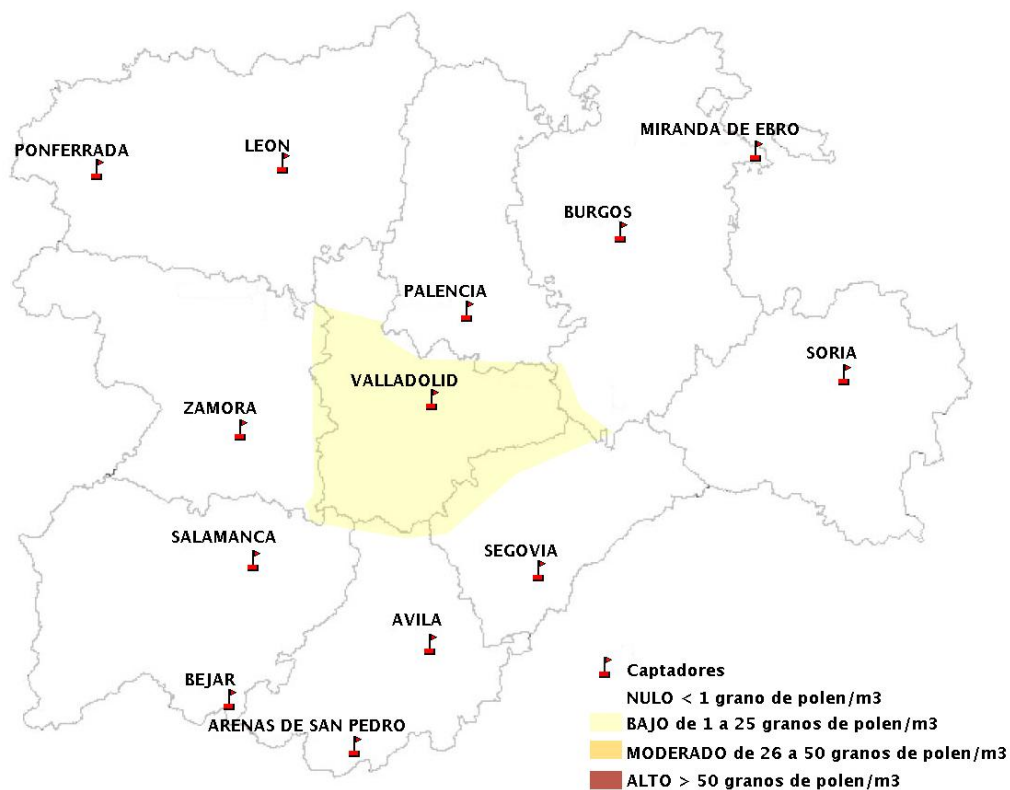 MIRANDA DE EBRO
PONFERRADA
LEON
BURGOS
PALENCIA
SORIA
VALLADOLID
ZAMORA
SALAMANCA
SEGOVIA
AVILA
BEJAR
ARENAS DE SAN PEDRO
Captadores
NULO < 1 grano de polen/m3
BAJO de 1 a 25 granos de polen/m3
MODERADO de 26 a 50 granos de polen/m3
ALTO > 50 granos de polen/m3